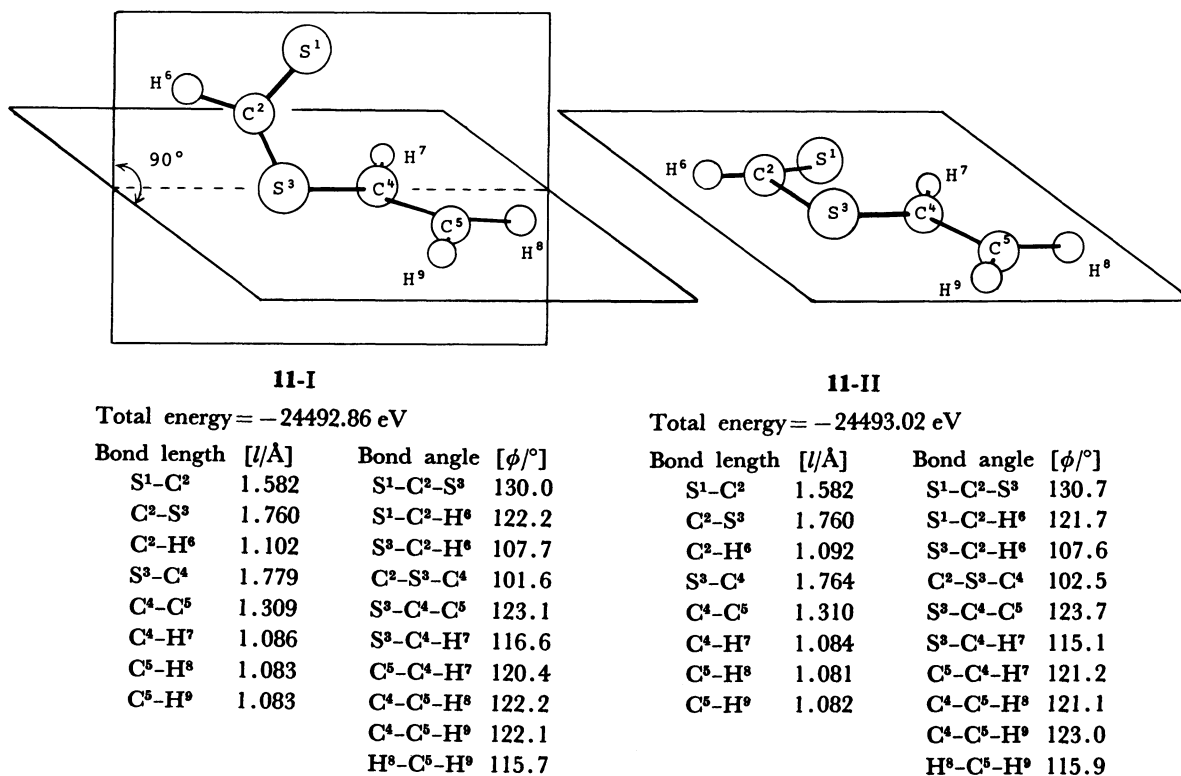 S¹
H⁶
C²
90°
H⁷
S³
C⁴
C⁵
H⁸
H⁹
S¹
H⁶
C²
H⁷
S³
C⁴
C⁵
H⁸
H⁹
11-I
Total energy = −24492.86 eV
Bond length [l/Å] Bond angle [ϕ/°]
S¹-C² 1.582 S¹-C²-S³ 130.0
C²-S³ 1.760 S¹-C²-H⁶ 122.2
C²-H⁶ 1.102 S³-C²-H⁶ 107.7
S³-C⁴ 1.779 C²-S³-C⁴ 101.6
C⁴-C⁵ 1.309 S³-C⁴-C⁵ 123.1
C⁴-H⁷ 1.086 S³-C⁴-H⁷ 116.6
C⁵-H⁸ 1.083 C⁵-C⁴-H⁷ 120.4
C⁵-H⁹ 1.083 C⁴-C⁵-H⁸ 122.2
C⁴-C⁵-H⁹ 122.1
H⁸-C⁵-H⁹ 115.7
11-II
Total energy = −24493.02 eV
Bond length [l/Å] Bond angle [ϕ/°]
S¹-C² 1.582 S¹-C²-S³ 130.7
C²-S³ 1.760 S¹-C²-H⁶ 121.7
C²-H⁶ 1.092 S³-C²-H⁶ 107.6
S³-C⁴ 1.764 C²-S³-C⁴ 102.5
C⁴-C⁵ 1.310 S³-C⁴-C⁵ 123.7
C⁴-H⁷ 1.084 S³-C⁴-H⁷ 115.1
C⁵-H⁸ 1.081 C⁵-C⁴-H⁷ 121.2
C⁵-H⁹ 1.082 C⁴-C⁵-H⁸ 121.1
C⁴-C⁵-H⁹ 123.0
H⁸-C⁵-H⁹ 115.9